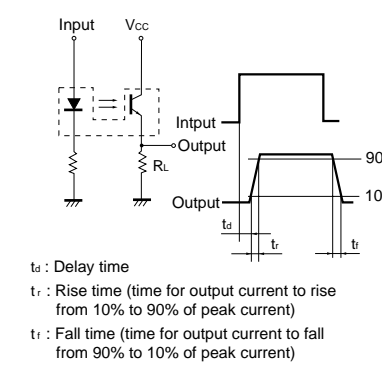 Input
Vcc
Output
RL
Intput
Output
90
10
td
tr
tf
td : Delay time
tr : Rise time (time for output current to rise
from 10% to 90% of peak current)
tf : Fall time (time for output current to fall
from 90% to 10% of peak current)